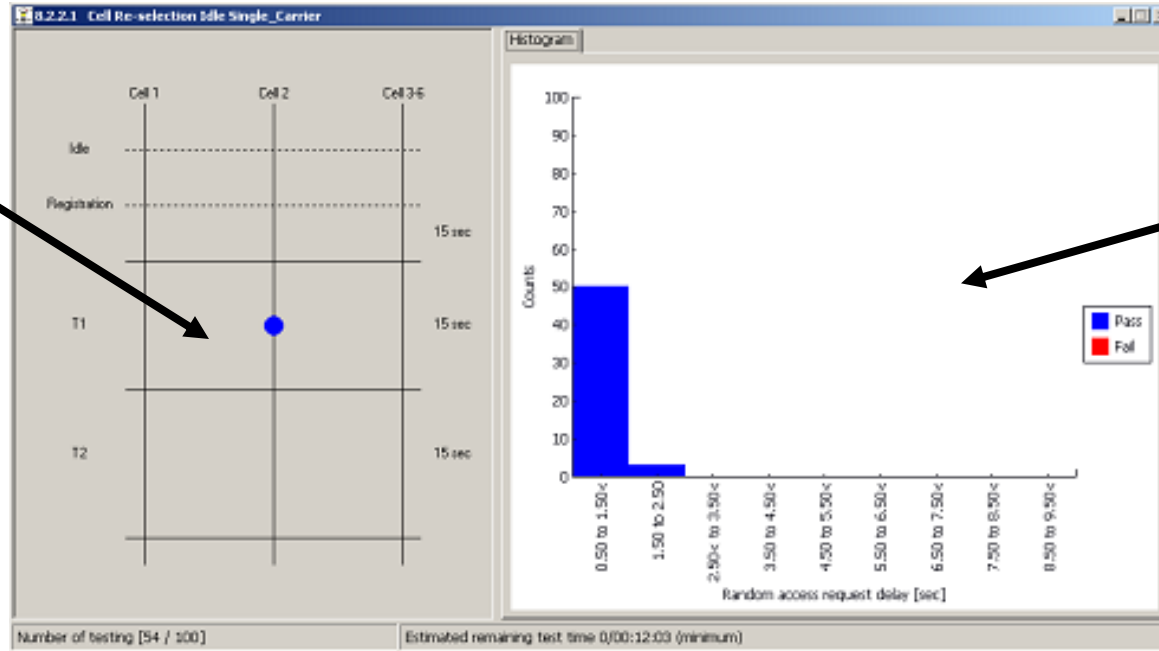 8.2.2.1 Cell Re-selection Idle Single_Carrier
Cell 1
Cell 2
Cell 3-6
Idle
Registration
15 sec
T1
15 sec
T2
15 sec
Histogram
100
90
80
70
60
50
40
30
20
10
0
Counts
0.50 to 1.50<
1.50 to 2.50
2.50< to 3.50<
3.50 to 4.50<
4.50 to 5.50<
5.50 to 6.50<
6.50 to 7.50<
7.50 to 8.50<
8.50 to 9.50<
Random access request delay [sec]
Pass
Fail
Number of testing [54 / 100]
Estimated remaining test time 0/00:12:03 (minimum)